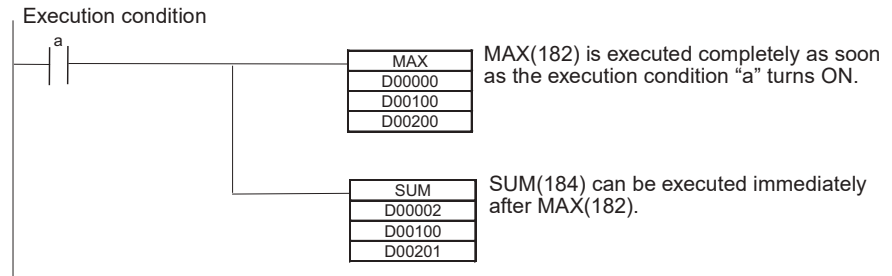 Execution condition
a
MAX
D00000
D00100
D00200
MAX(182) is executed completely as soon
as the execution condition “a” turns ON.
SUM
D00002
D00100
D00201
SUM(184) can be executed immediately
after MAX(182).